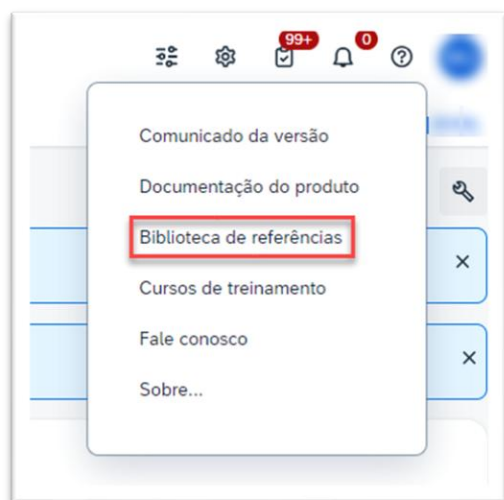 99+
0
Comunicado da versão
Documentação do produto
Biblioteca de referências
Cursos de treinamento
Fale conosco
Sobre...